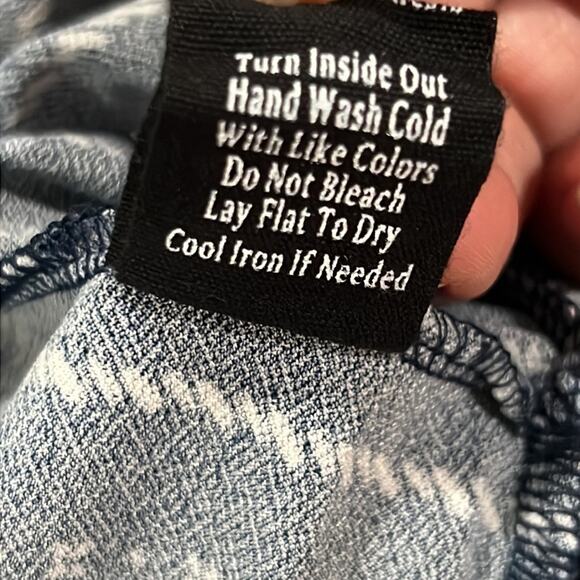 Turn Inside Out
Hand Wash Cold
With Like Colors
Do Not Bleach
Lay Flat To Dry
Cool Iron If Needed